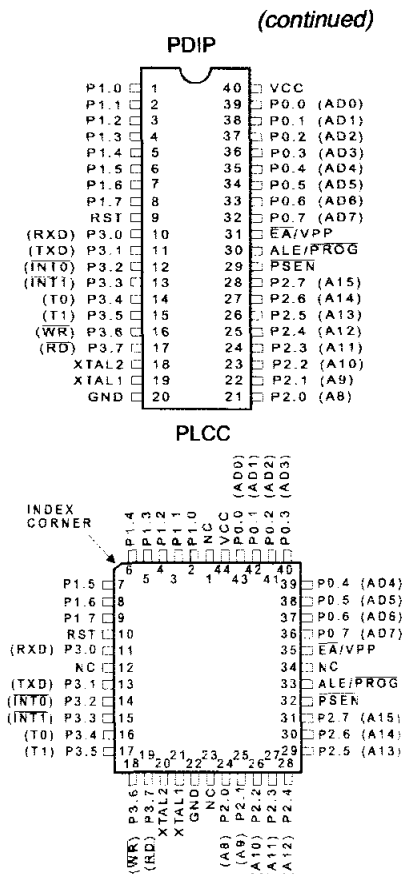 (continued)
PDIP
P1.0 1 40 VCC
P1.1 2 39 P0.0 (AD0)
P1.2 3 38 P0.1 (AD1)
P1.3 4 37 P0.2 (AD2)
P1.4 5 36 P0.3 (AD3)
P1.5 6 35 P0.4 (AD4)
P1.6 7 34 P0.5 (AD5)
P1.7 8 33 P0.6 (AD6)
RST 9 32 P0.7 (AD7)
(RXD) P3.0 10 31 EA/VPP
(TXD) P3.1 11 30 ALE/PROG
(INT0) P3.2 12 29 PSEN
(INT1) P3.3 13 28 P2.7 (A15)
(T0) P3.4 14 27 P2.6 (A14)
(T1) P3.5 15 26 P2.5 (A13)
(WR) P3.6 16 25 P2.4 (A12)
(RD) P3.7 17 24 P2.3 (A11)
XTAL2 18 23 P2.2 (A10)
XTAL1 19 22 P2.1 (A9)
GND 20 21 P2.0 (A8)
PLCC
INDEX
CORNER
P1.4
P1.3
P1.2
P1.1
P1.0
NC
VCC
P0.0 (AD0)
P0.1 (AD1)
P0.2 (AD2)
P0.3 (AD3)
6 5 4 3 2 1 44 43 42 41 40
P1.5 7 39 P0.4 (AD4)
P1.6 8 38 P0.5 (AD5)
P1.7 9 37 P0.6 (AD6)
RST 10 36 P0.7 (AD7)
(RXD) P3.0 11 35 EA/VPP
NC 12 34 NC
(TXD) P3.1 13 33 ALE/PROG
(INT0) P3.2 14 32 PSEN
(INT1) P3.3 15 31 P2.7 (A15)
(T0) P3.4 16 30 P2.6 (A14)
(T1) P3.5 17 29 P2.5 (A13)
18 19 20 21 22 23 24 25 26 27 28
(WR) P3.6
(RD) P3.7
XTAL2
XTAL1
GND
NC
(A8) P2.0
(A9) P2.1
(A10) P2.2
(A11) P2.3
(A12) P2.4